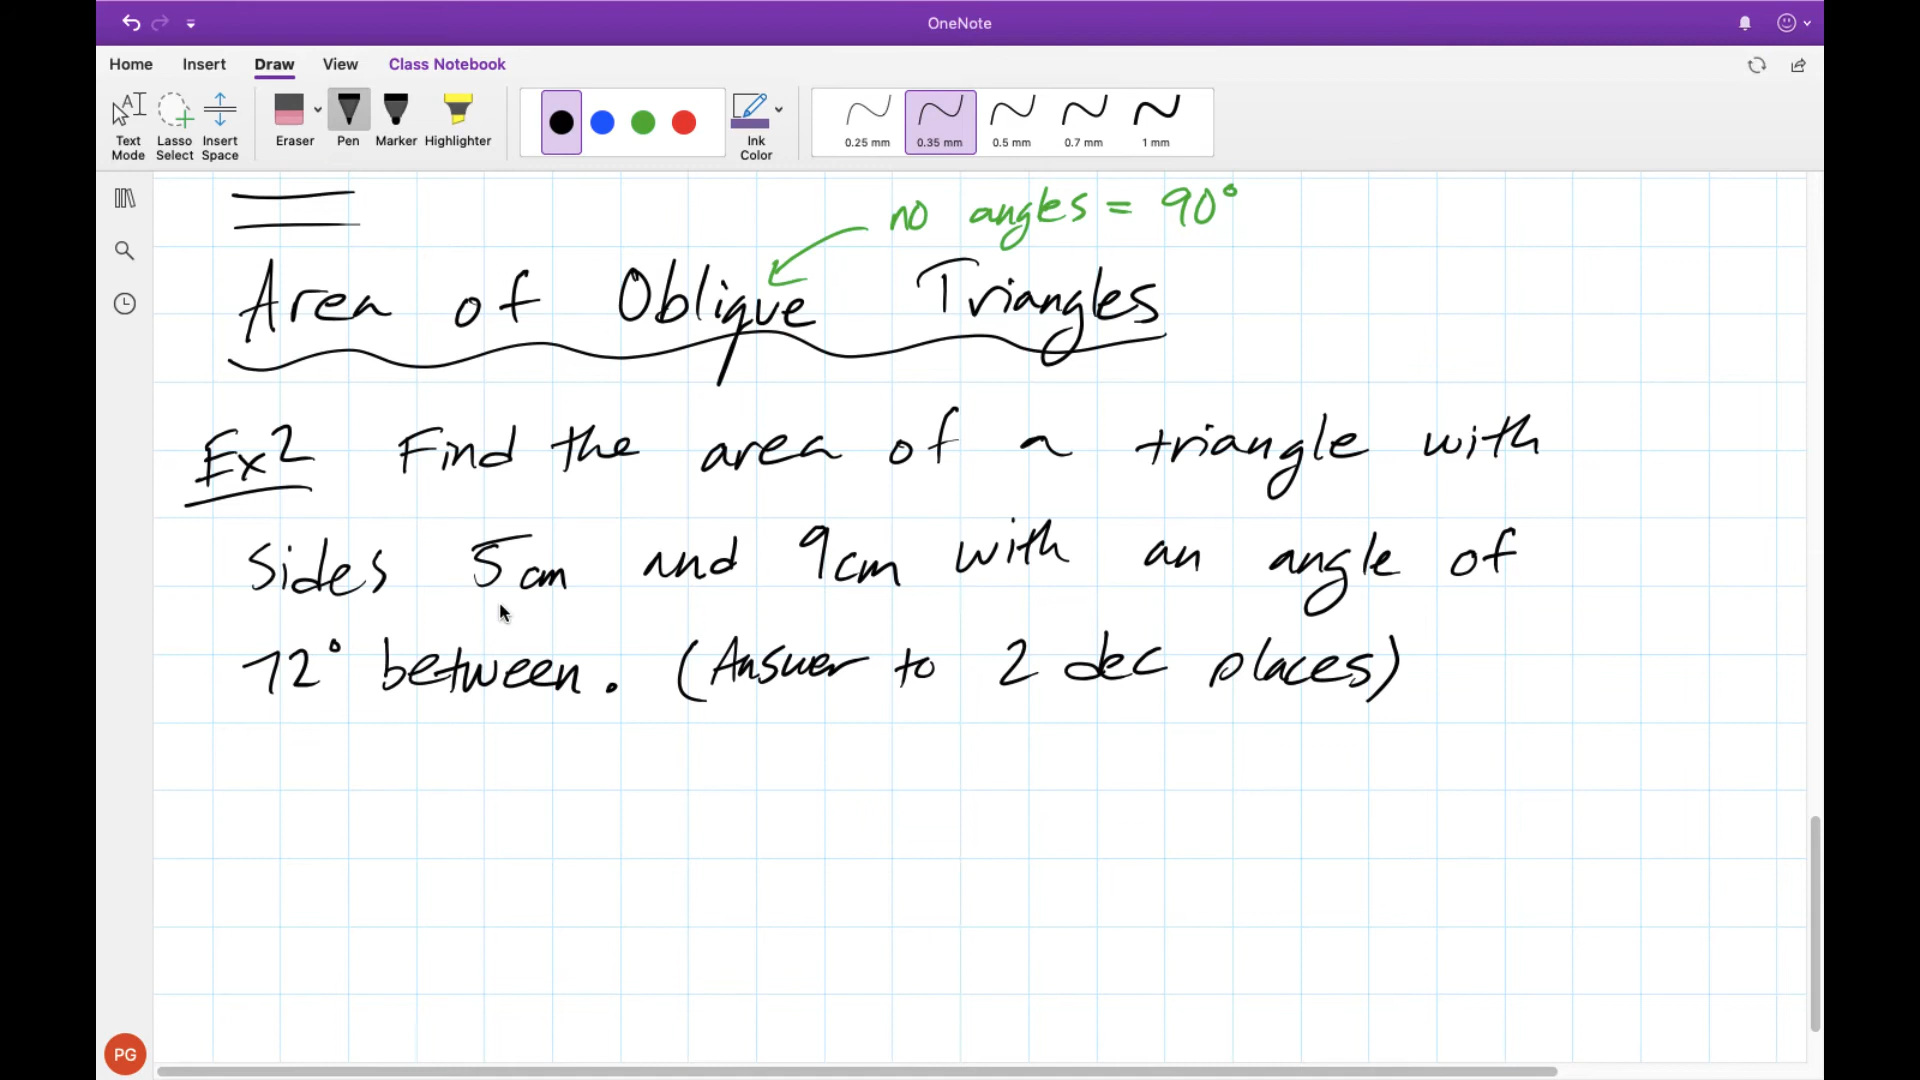 OneNote
Home Insert Draw View Class Notebook
Text Mode Lasso Select Insert Space Eraser Pen Marker Highlighter Ink Color 0.25 mm 0.35 mm 0.5 mm 0.7 mm 1 mm
no angles = 90°
Area of Oblique Triangles
Ex2 Find the area of a triangle with
sides 5cm and 9cm with an angle of
72° between. (Answer to 2 dec places)
PG